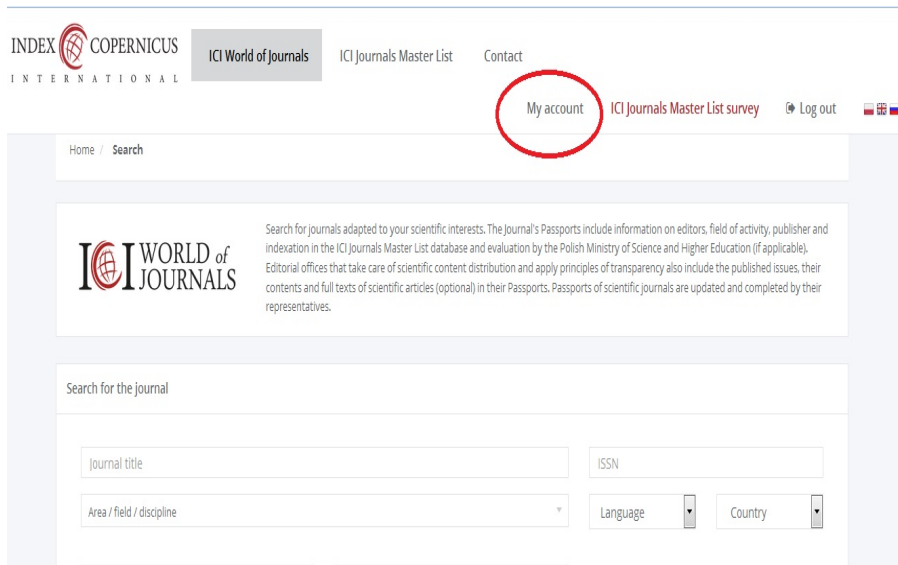 INDEX COPERNICUS
INTERNATIONAL
ICI World of Journals
ICI Journals Master List
Contact
My account
ICI Journals Master List survey
Log out
Home / Search
ICI WORLD of
JOURNALS
Search for journals adapted to your scientific interests. The Journal's Passports include information on editors, field of activity, publisher and
indexation in the ICI Journals Master List database and evaluation by the Polish Ministry of Science and Higher Education (if applicable).
Editorial offices that take care of scientific content distribution and apply principles of transparency also include the published issues, their
contents and full texts of scientific articles (optional) in their Passports. Passports of scientific journals are updated and completed by their
representatives.
Search for the journal
Journal title
ISSN
Area / field / discipline
Language
Country